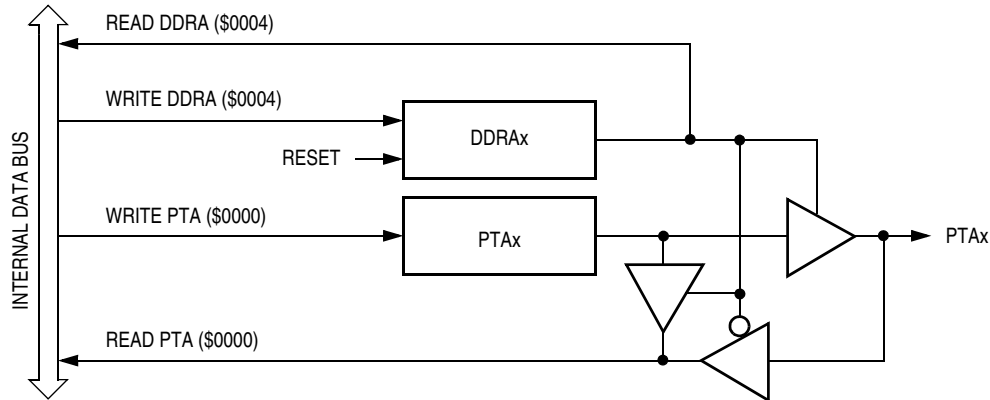 READ DDRA ($0004)
WRITE DDRA ($0004)
DDRAx
RESET
INTERNAL DATA BUS
WRITE PTA ($0000)
PTAx
PTAx
READ PTA ($0000)